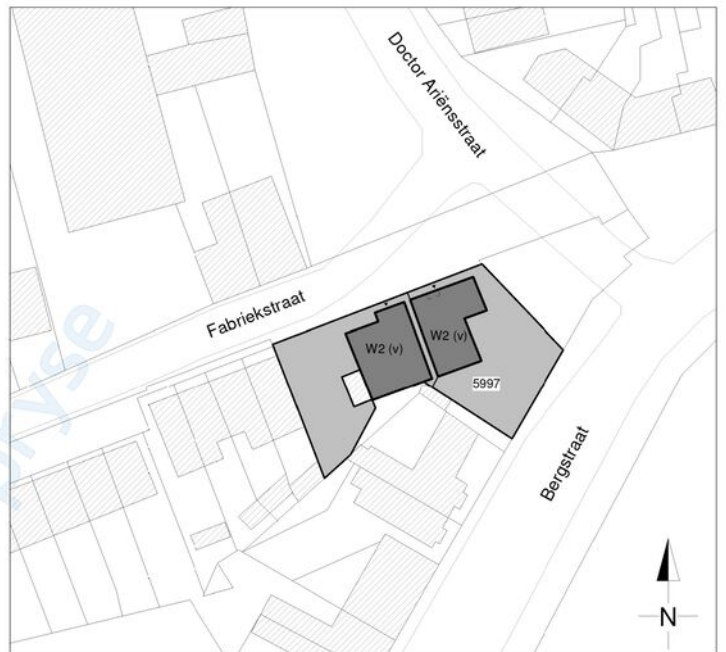 Doctor Ariënsstraat
Fabriekstraat
W2 (v)
W2 (v)
5997
Bergstraat
N